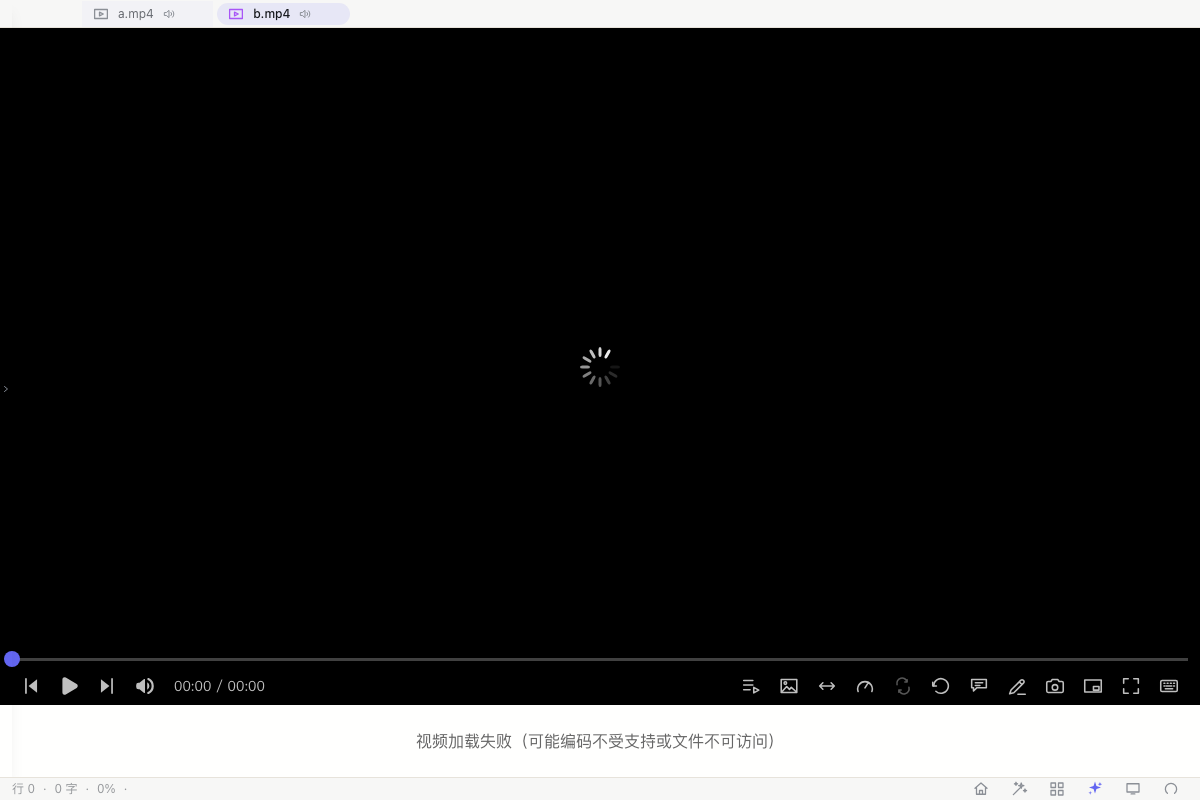 a.mp4
b.mp4
00:00 / 00:00
视频加载失败（可能编码不受支持或文件不可访问）
行 0 · 0 字 · 0% ·